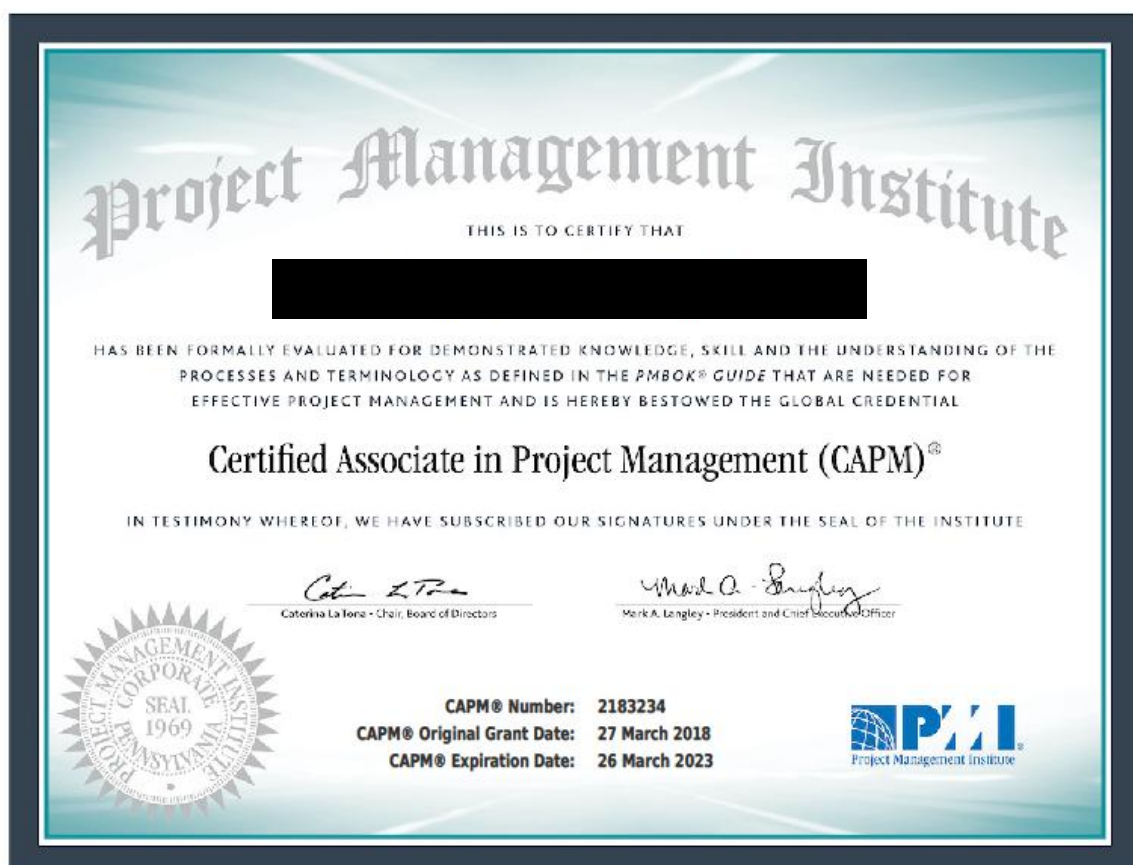 Project Management Institute
THIS IS TO CERTIFY THAT
HAS BEEN FORMALLY EVALUATED FOR DEMONSTRATED KNOWLEDGE, SKILL AND THE UNDERSTANDING OF THE
PROCESSES AND TERMINOLOGY AS DEFINED IN THE PMBOK® GUIDE THAT ARE NEEDED FOR
EFFECTIVE PROJECT MANAGEMENT AND IS HEREBY BESTOWED THE GLOBAL CREDENTIAL
Certified Associate in Project Management (CAPM)®
IN TESTIMONY WHEREOF, WE HAVE SUBSCRIBED OUR SIGNATURES UNDER THE SEAL OF THE INSTITUTE
Mark A. Langley
Caterina La Tona • Chair, Board of Directors
Mark A. Langley • President and Chief Executive Officer
PROJECT MANAGEMENT INSTITUTE
CORPORATE
SEAL
1969
PENNSYLVANIA
CAPM® Number: 2183234
CAPM® Original Grant Date: 27 March 2018
CAPM® Expiration Date: 26 March 2023
PMI®
Project Management Institute